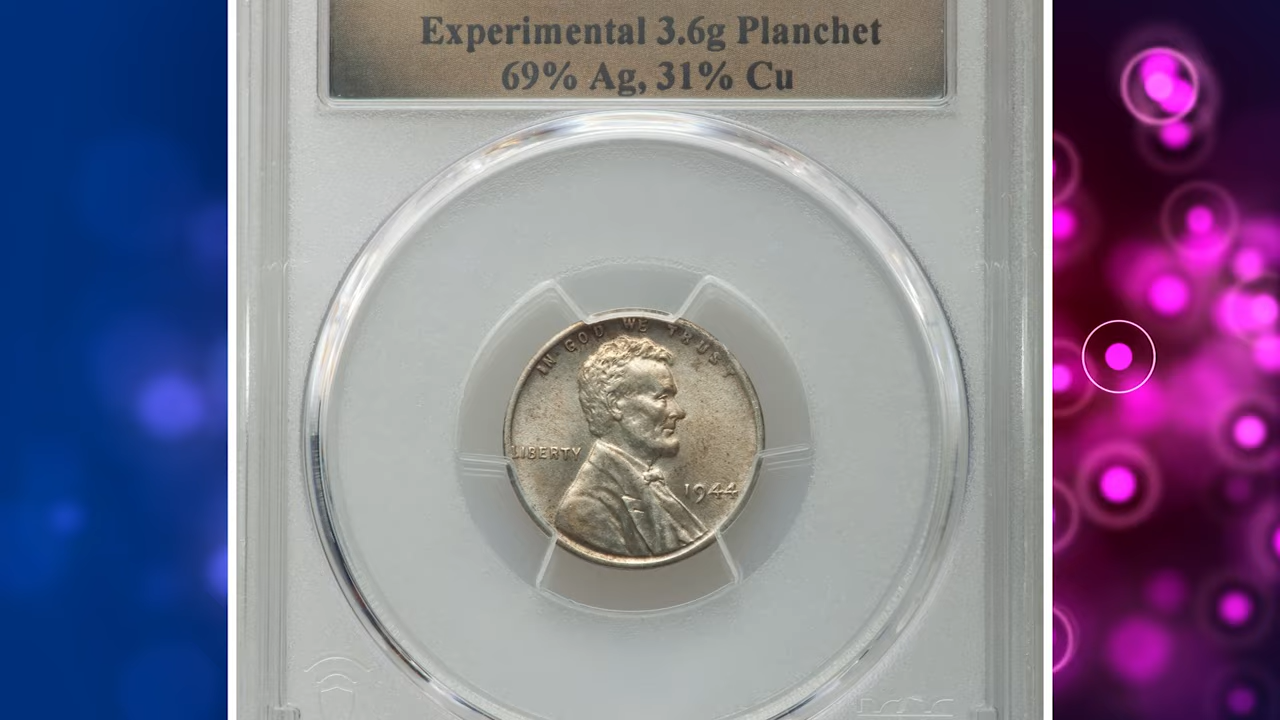 Experimental 3.6g Planchet
69% Ag, 31% Cu
IN GOD WE TRUST
LIBERTY
1944